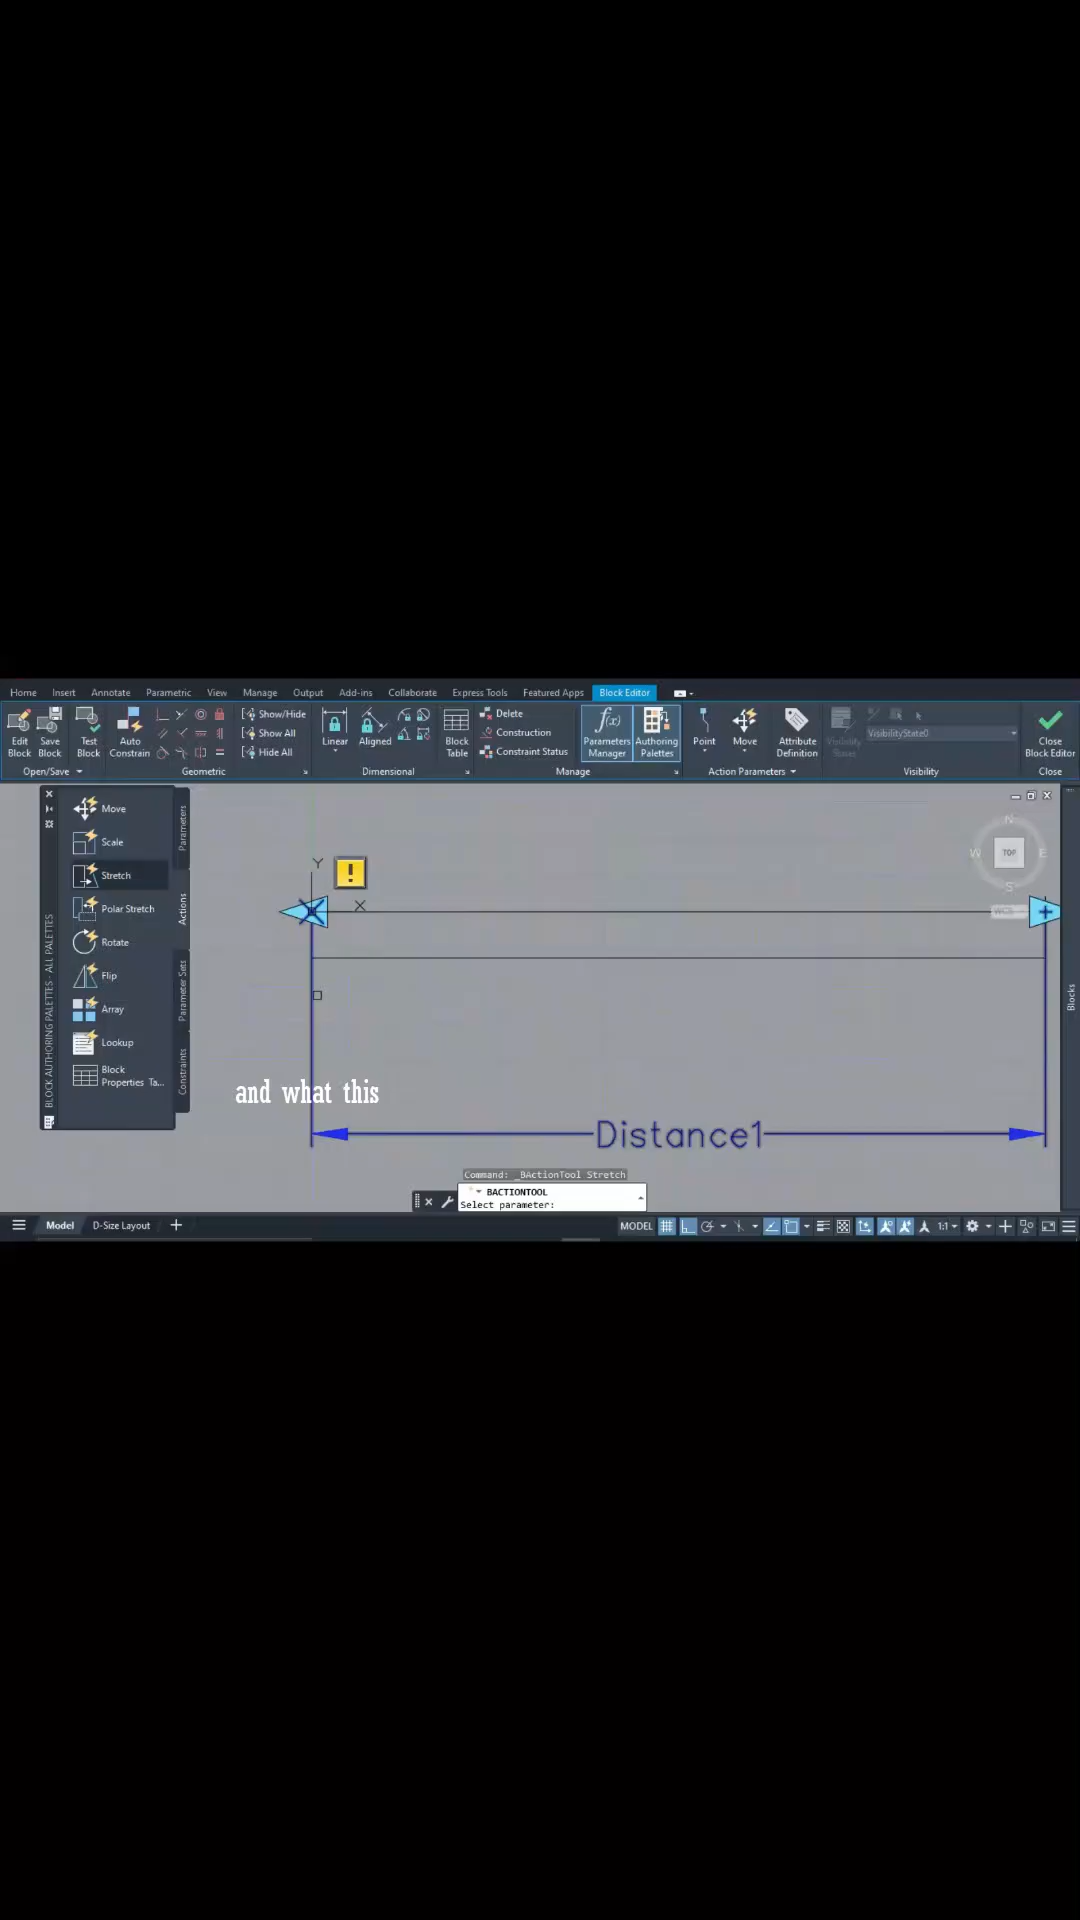 Home Insert Annotate Parametric View Manage Output Add-ins Collaborate Express Tools Featured Apps Block Editor
Edit Block
Save Block
Test Block
Auto Constrain
Show/Hide
Show All
Hide All
Linear
Aligned
Block Table
Delete
Construction
Constraint Status
f(x)
Parameters Manager
Authoring Palettes
Point
Move
Attribute Definition
Visibility States
VisibilityState0
Close Block Editor
Open/Save
Geometric
Dimensional
Manage
Action Parameters
Visibility
Close
Move
Scale
Stretch
Polar Stretch
Rotate
Flip
Array
Lookup
Block
Properties Ta...
Parameters
Actions
Parameter Sets
Constraints
BLOCK AUTHORING PALETTES - ALL PALETTES
Y
!
X
N
W
TOP
E
S
WCS
Blocks
and what this
Distance1
Command: _BActionTool Stretch
BACTIONTOOL
Select parameter:
Model D-Size Layout +
MODEL
1:1